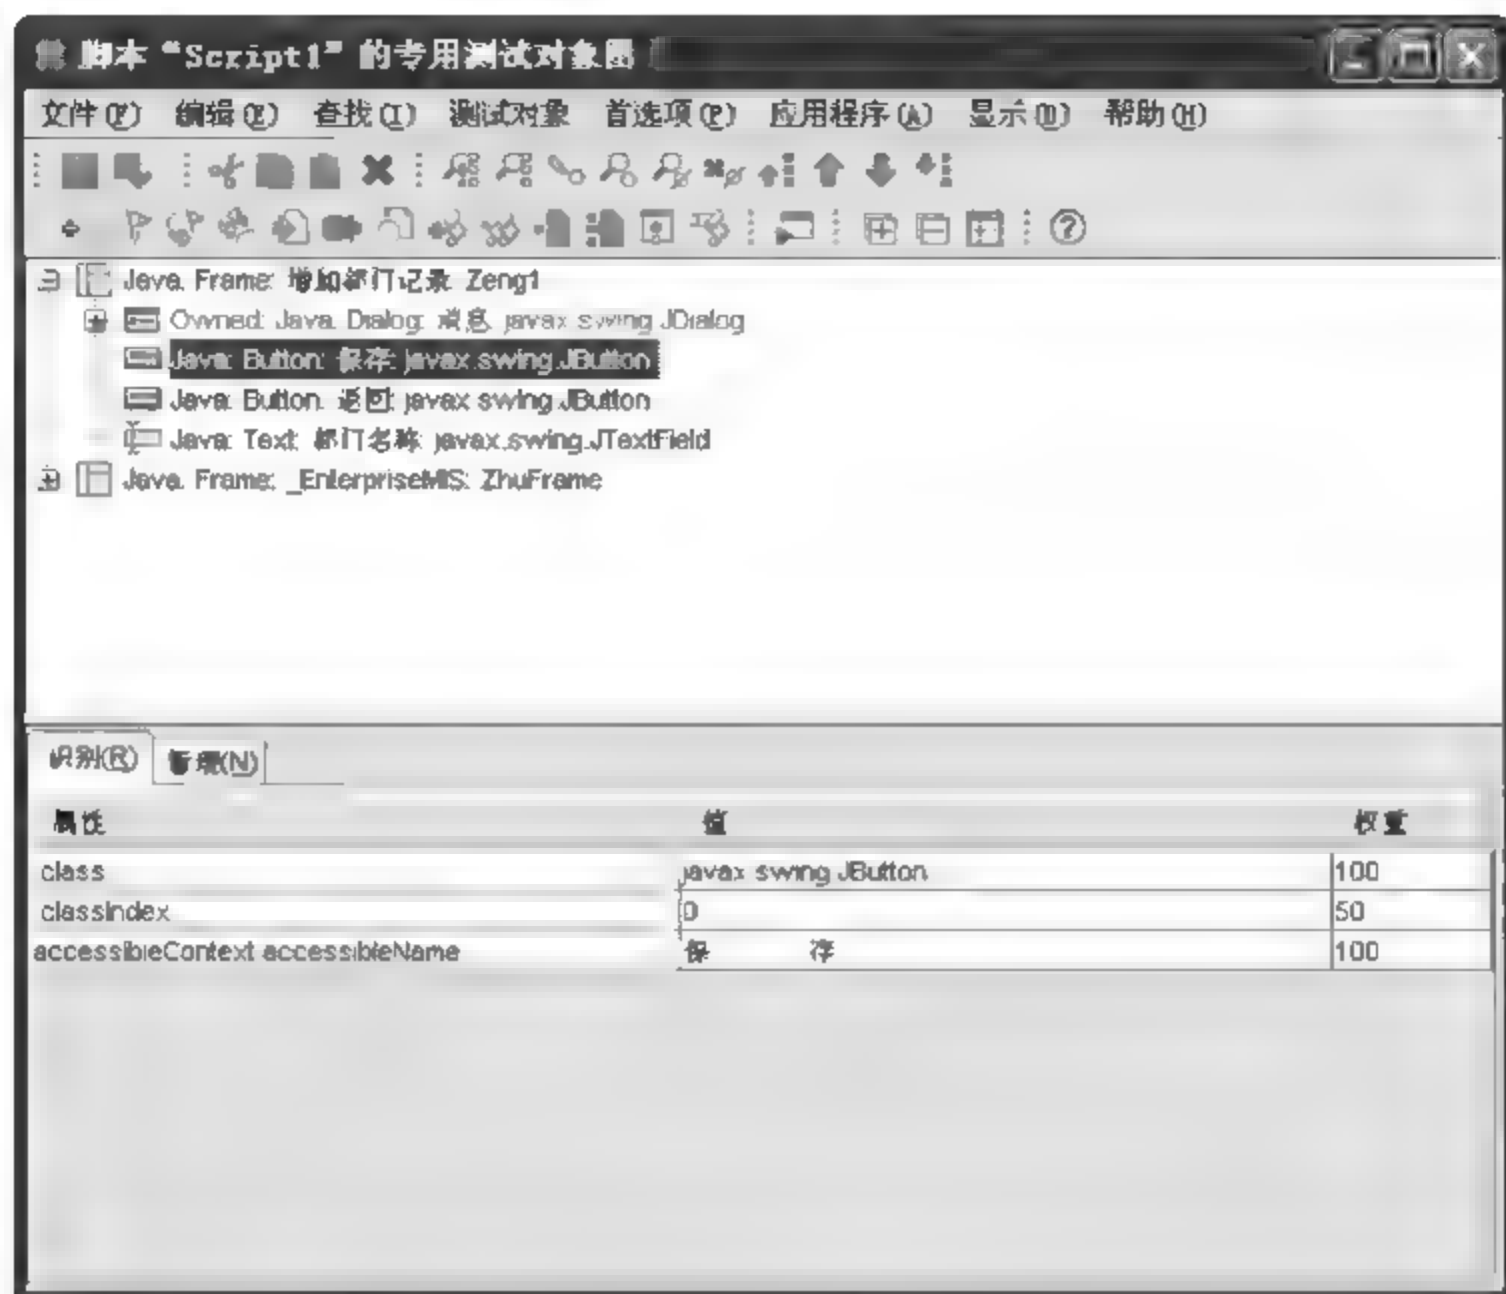 脚本 “Script1” 的专用测试对象图
文件(F) 编辑(E) 查找(I) 测试对象 首选项(P) 应用程序(A) 显示(D) 帮助(H)
Java: Frame: 增加部门记录: Zeng1
Owned: Java: Dialog: 消息: javax.swing.JDialog
Java: Button: 保存: javax.swing.JButton
Java: Button: 返回: javax.swing.JButton
Java: Text: 部门名称: javax.swing.JTextField
Java: Frame: _EnterpriseMIS: ZhuFrame
识别(R) 管理(N)
属性 值 权重
class javax.swing.JButton 100
classIndex 0 50
accessibleContext.accessibleName 保 存 100